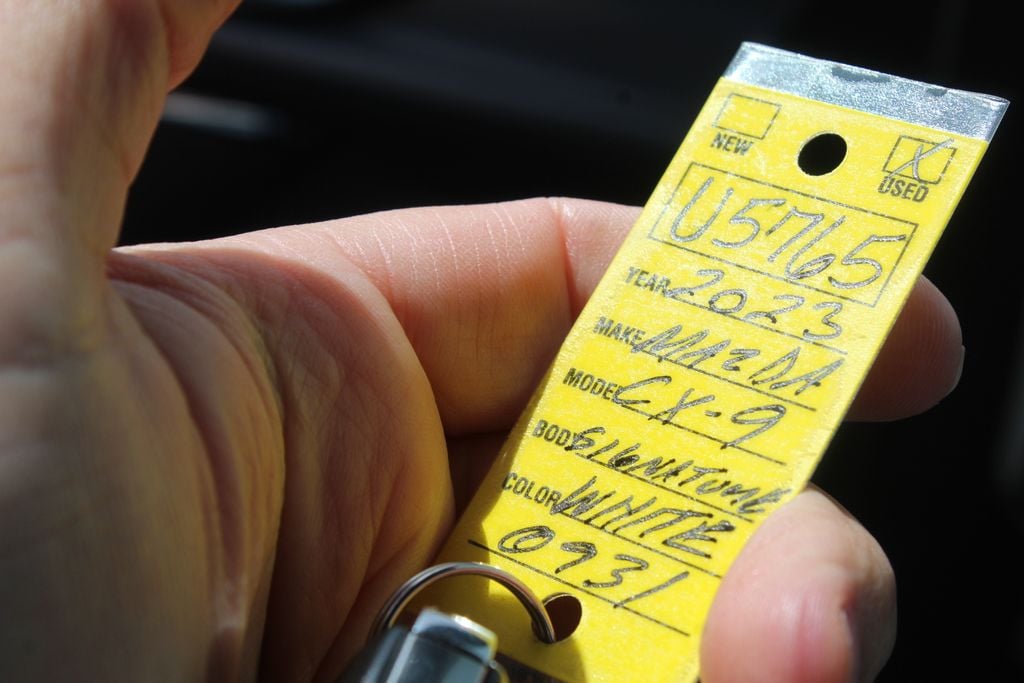 NEW X USED
U5765
YEAR 2023
MAKE MAZDA
MODEL CX-9
BODY SIGNATURE
COLOR WHITE
0931